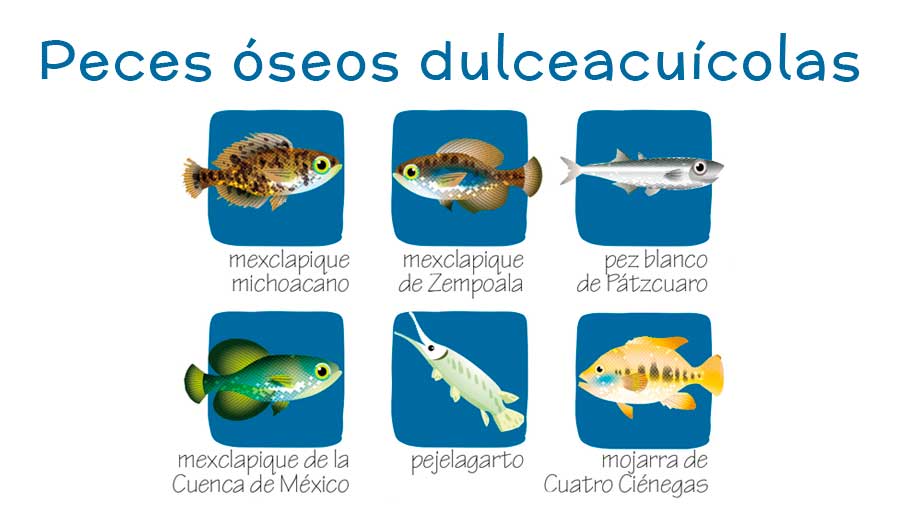 Peces óseos dulceacuícolas
mexclapique
michoacano
mexclapique
de Zempoala
pez blanco
de Pátzcuaro
mexclapique de la
Cuenca de México
pejelagarto
mojarra de
Cuatro Ciénegas